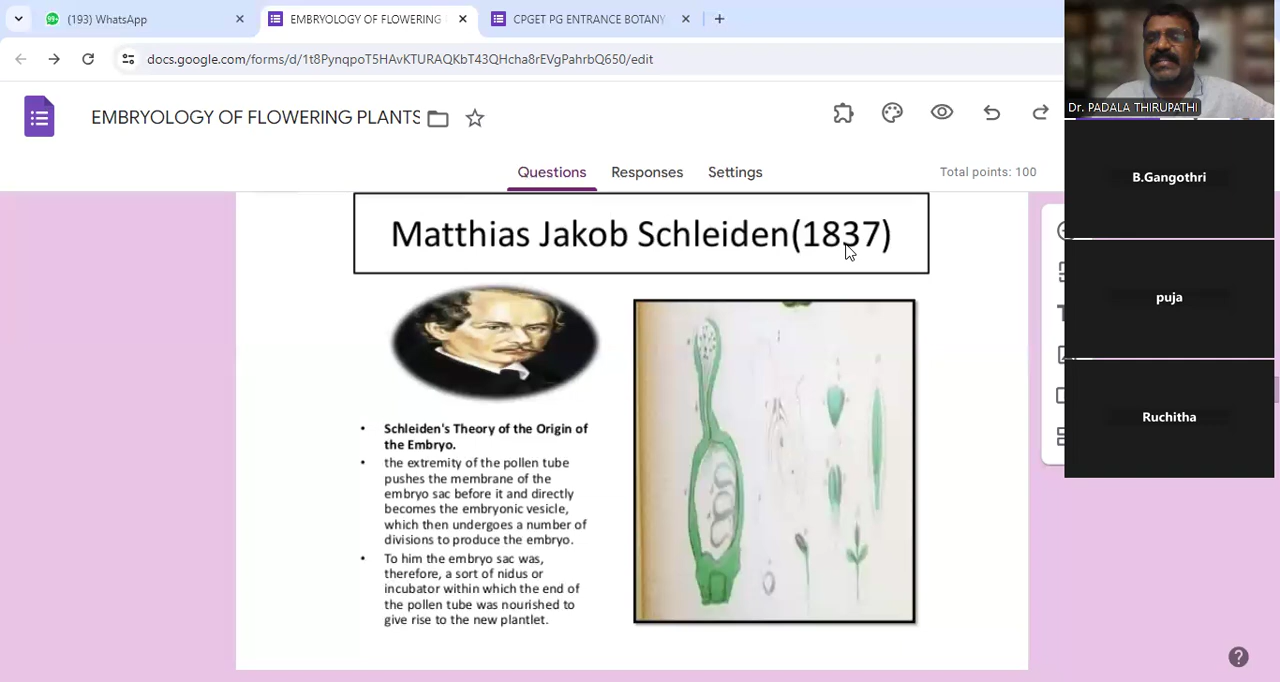 (193) WhatsApp
EMBRYOLOGY OF FLOWERING
CPGET PG ENTRANCE BOTANY
docs.google.com/forms/d/1t8PynqpoT5HAvKTURAQKbT43QHcha8rEVgPahrbQ650/edit
EMBRYOLOGY OF FLOWERING PLANTS
Questions
Responses
Settings
Total points: 100
Dr. PADALA THIRUPATHI
B.Gangothri
puja
Ruchitha
Matthias Jakob Schleiden(1837)
• Schleiden's Theory of the Origin of
the Embryo.
• the extremity of the pollen tube
pushes the membrane of the
embryo sac before it and directly
becomes the embryonic vesicle,
which then undergoes a number of
divisions to produce the embryo.
• To him the embryo sac was,
therefore, a sort of nidus or
incubator within which the end of
the pollen tube was nourished to
give rise to the new plantlet.